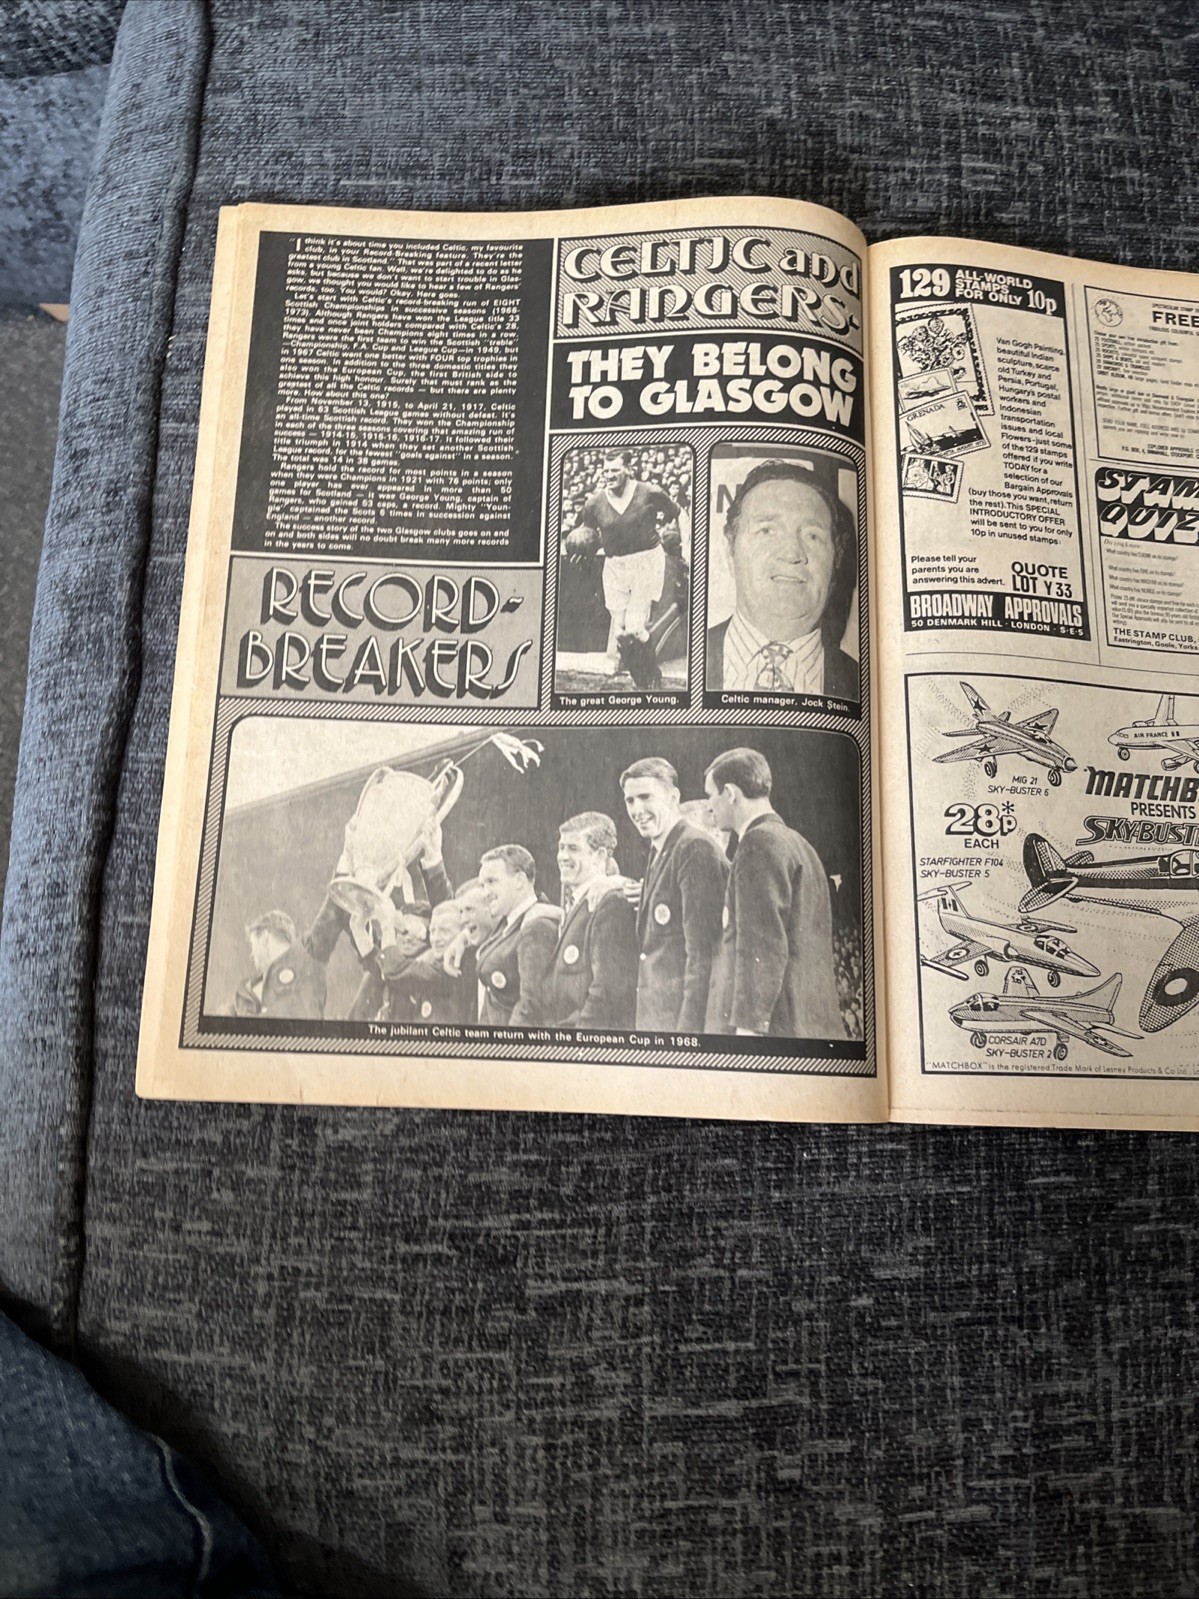 "I think it's about time you included Celtic, my favourite
club, in your Record-Breaking feature. They're the
greatest club in Scotland." That was part of a recent letter
from a young Celtic fan. Well, we're delighted to do as he
asks, but because we don't want to start trouble in Glas-
gow, we thought you would like to hear a few of Rangers'
records, too. You would? Okay. Here goes.
Let's start with Celtic's record-breaking run of EIGHT
Scottish Championships in successive seasons (1966-
1973). Although Rangers have won the League title 33
times and once joint holders compared with Celtic's 28,
they have never been Champions eight times in a row.
Rangers were the first team to win the Scottish "treble"
—Championship, F.A. Cup and League Cup—in 1949, but
in 1967 Celtic went one better with FOUR top trophies in
one season. In addition to the three domestic titles they
also won the European Cup, the first British side to
achieve this high honour. Surely that must rank as the
greatest of all the Celtic records — but there are plenty
more. How about this one?
From November 13, 1915, to April 21, 1917, Celtic
played in 63 Scottish League games without defeat. It's
an all-time British record. They won the Championship
in each of the three seasons covering that amazing run of
success — 1914-15, 1915-16, 1916-17. It followed their
title triumph in 1914 when they set another Scottish
League record, for the fewest "goals against" in a season.
The total was 14 in 38 games.
Rangers hold the record for most points in a season
when they were Champions in 1921 with 76 points; only
one player has ever appeared in more than 50
games for Scotland — it was George Young, captain of
Rangers, who gained 53 caps, a record. Mighty "Youn-
gie" captained the Scots 6 times in succession against
England — another record.
The success story of the two Glasgow clubs goes on and
on and both sides will no doubt break many more records
in the years to come.
RECORD-
BREAKERS
CELTIC and
RANGERS-
THEY BELONG
TO GLASGOW
The great George Young.
Celtic manager, Jock Stein.
The jubilant Celtic team return with the European Cup in 1968.
129 ALL-WORLD
STAMPS
FOR ONLY 10p
GRENADA
Van Gogh Painting,
beautiful Indian
sculpture, scarce
old Turkey and
Persia, Portugal,
Hungary's postal
workers and
Indonesian
transportation
issues and local
Flowers-just some
of the 129 stamps
offered if you write
TODAY for a
selection of our
Bargain Approvals
(buy those you want, return
the rest). This SPECIAL
INTRODUCTORY OFFER
will be sent to you for only
10p in unused stamps.
Please tell your
parents you are
answering this advert.
QUOTE
LOT Y 33
BROADWAY APPROVALS
50 DENMARK HILL · LONDON · S·E·5
FREE
STAM
QUIZ
THE STAMP CLUB,
Eastrington, Goole, Yorks
MIG 21
SKY-BUSTER 6
AIR FRANCE
MATCHB
PRESENTS
SKY-BUST
28p*
EACH
STARFIGHTER F104
SKY-BUSTER 5
CORSAIR A7D
SKY-BUSTER 2
"MATCHBOX" is the registered Trade Mark of Lesney Products & Co Ltd